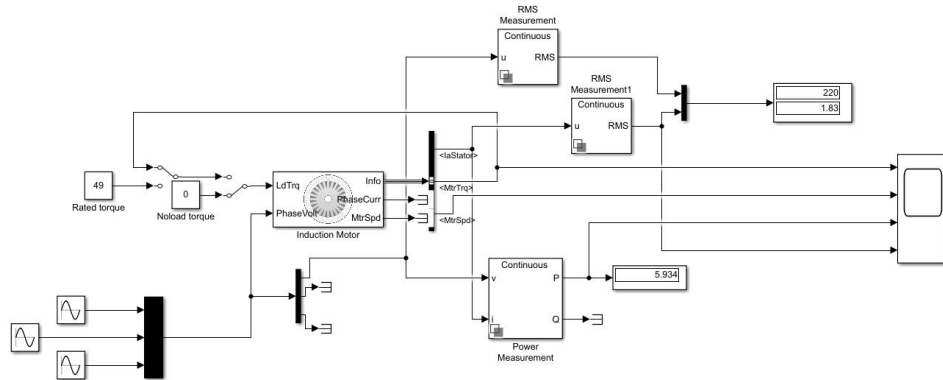 RMS
Measurement
Continuous
u
RMS
RMS
Measurement1
Continuous
u
RMS
220
1.83
<IaStator>
49
Rated torque
0
Noload torque
LdTrq
Info
PhaseCurr
PhaseVolt
MtrSpd
Induction Motor
<MtrTrq>
<MtrSpd>
Continuous
v
P
i
Q
Power
Measurement
5.934